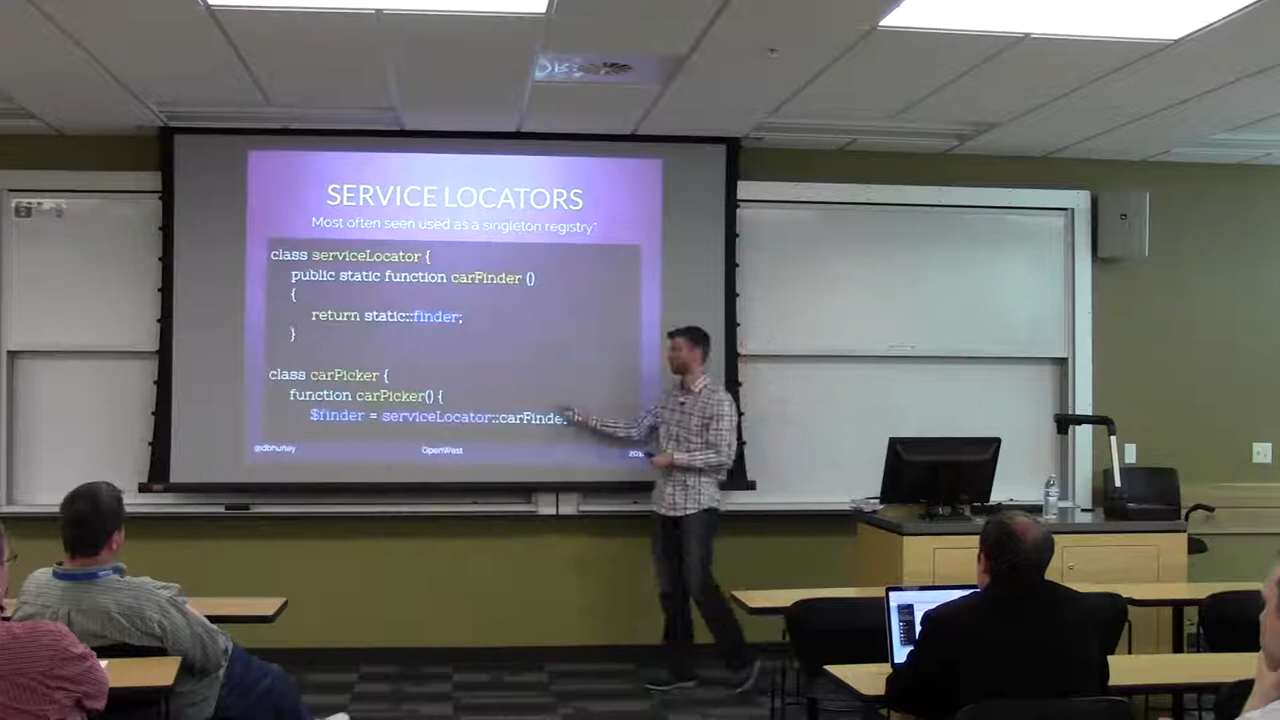 SERVICE LOCATORS
Most often seen used as a singleton registry*
class serviceLocator {
public static function carFinder ()
{
return static::finder;
}
class carPicker {
function carPicker() {
$finder = serviceLocator::carFinder
@dbhurley
OpenWest